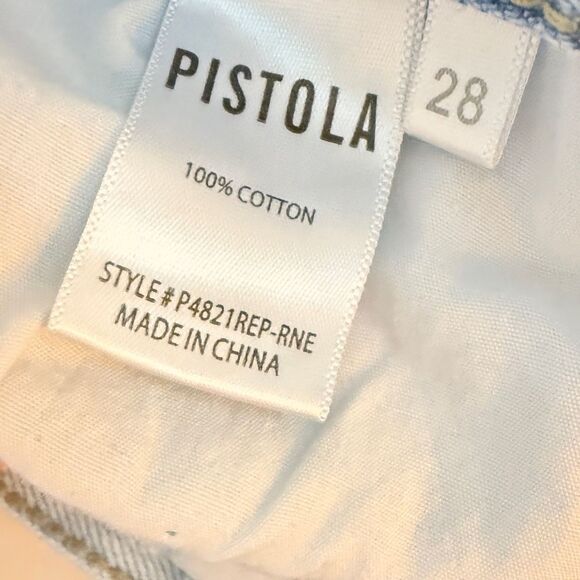 PISTOLA
28
100% COTTON
STYLE# P4821REP-RNE
MADE IN CHINA